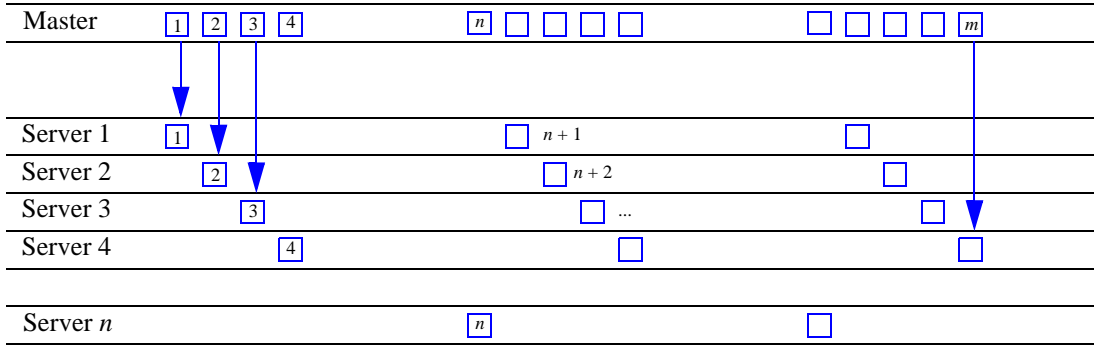 Master 1 2 3 4 n m
Server 1 1 n + 1
Server 2 2 n + 2
Server 3 3 ...
Server 4 4
Server n n